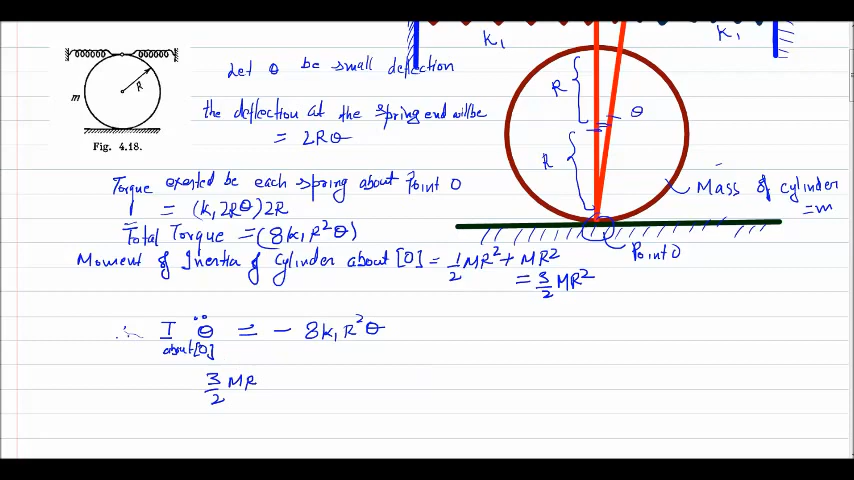 k₁
k₁
R
m
Fig. 4.18.
Let θ be small deflection
the deflection at the spring end will be
= 2Rθ
R
θ
R
Torque exerted be each spring about point O
= (k₁2Rθ)2R
Total Torque = (8k₁R²θ)
Mass of cylinder
=m
Point O
Moment of Inertia of Cylinder about [O] = 1/2 MR² + MR²
= 3/2 MR²
∴ I θ̈ = - 8k₁R²θ
about [O]
3/2 MR